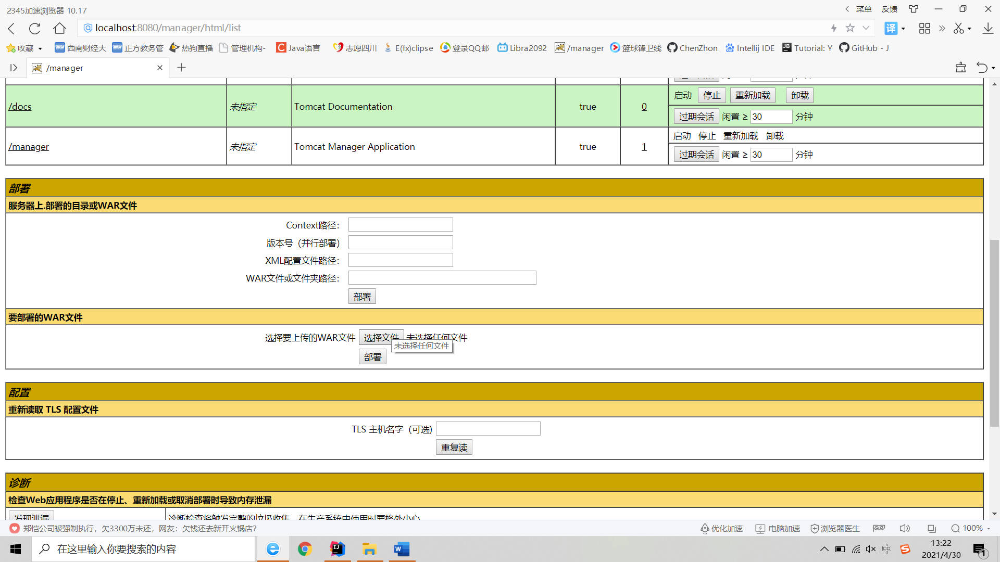 2345加速浏览器 10.17
菜单 反馈
localhost:8080/manager/html/list
译
收藏 西南财经大 正方教务管 热狗直播 管理机构- Java语言 志愿四川 E(fx)clipse 登录QQ邮 Libra2092 /manager 篮球锋卫线 ChenZhon Intellij IDE Tutorial: Y GitHub - J
/manager
/docs 未指定 Tomcat Documentation true 0 启动 停止 重新加载 卸载
过期会话 闲置 ≥ 30 分钟
/manager 未指定 Tomcat Manager Application true 1 启动 停止 重新加载 卸载
过期会话 闲置 ≥ 30 分钟
部署
服务器上.部署的目录或WAR文件
Context路径:
版本号（并行部署）
XML配置文件路径:
WAR文件或文件夹路径:
部署
要部署的WAR文件
选择要上传的WAR文件 选择文件 未选择任何文件
未选择任何文件
部署
配置
重新读取 TLS 配置文件
TLS 主机名字（可选)
重复读
诊断
检查Web应用程序是否在停止、重新加载或取消部署时导致内存泄漏
发现泄漏 诊断检查将触发完整的垃圾收集，在生产系统中使用时要格外小心
郑恺公司被强制执行，欠3300万未还，网友：欠钱还去新开火锅店?
优化加速 电脑加速 浏览器医生 100%
在这里输入你要搜索的内容
中 13:22
2021/4/30
1